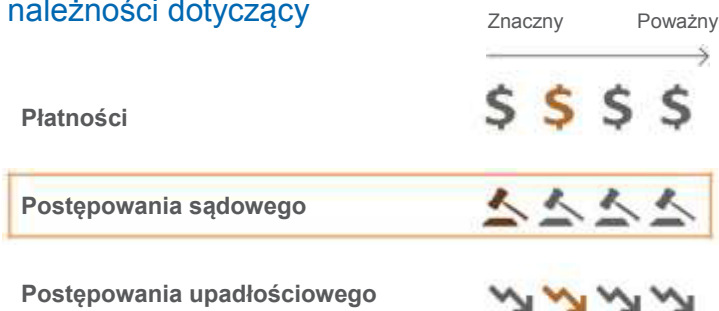 należności dotyczący
Znaczny Poważny
Płatności
$ $ $ $
Postępowania sądowego
Postępowania upadłościowego